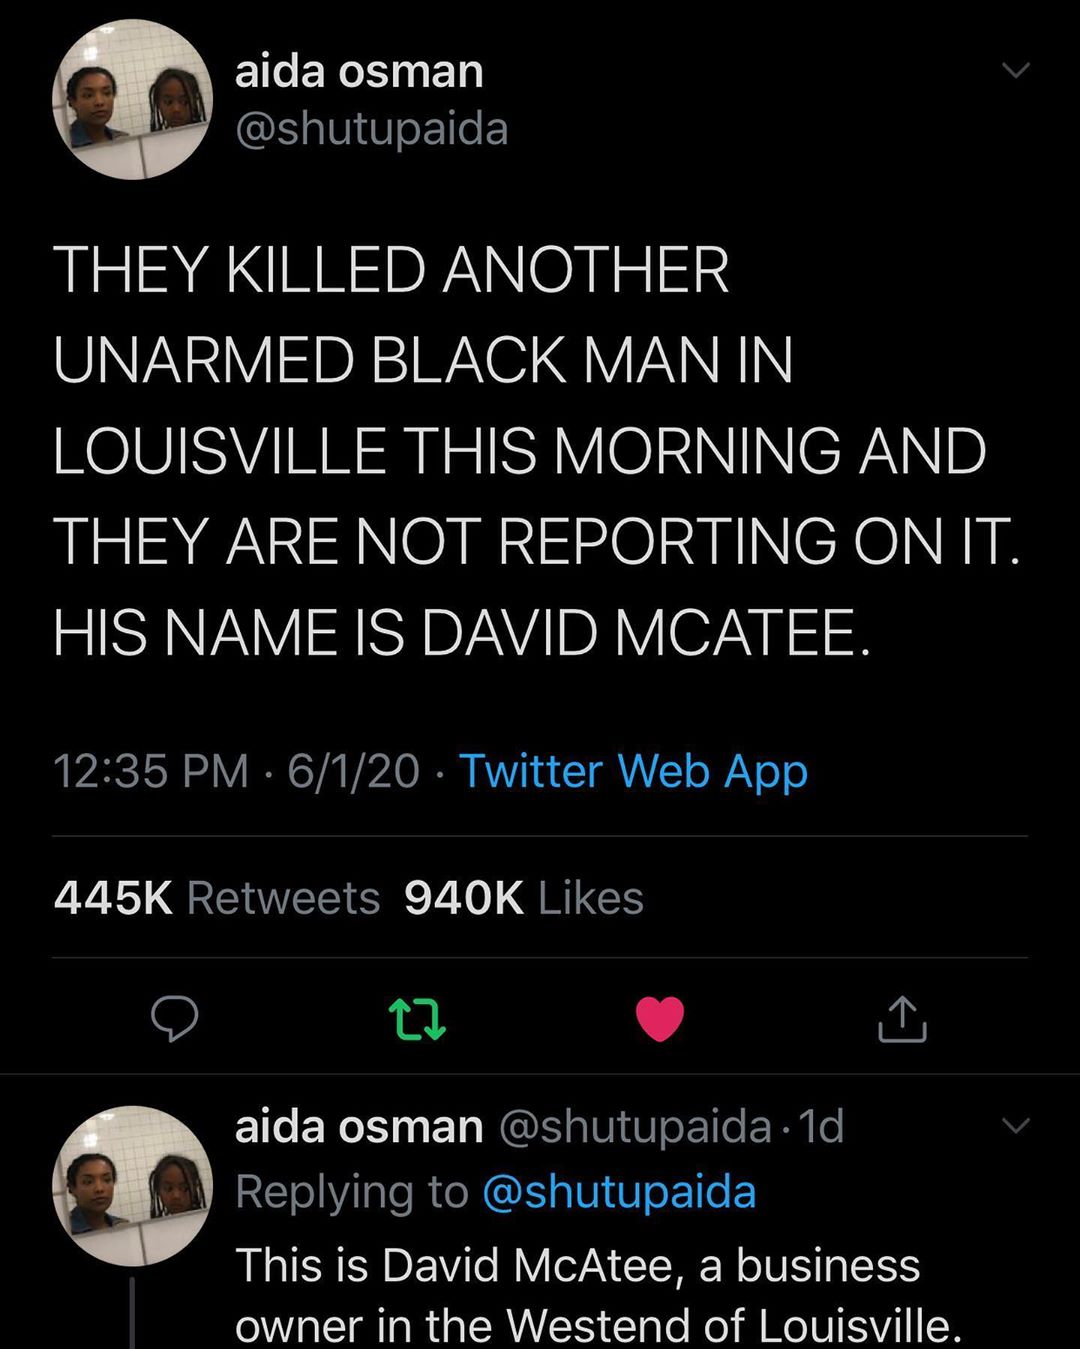 aida osman
@shutupaida
THEY KILLED ANOTHER
UNARMED BLACK MAN IN
LOUISVILLE THIS MORNING AND
THEY ARE NOT REPORTING ON IT.
HIS NAME IS DAVID MCATEE.
12:35 PM · 6/1/20 · Twitter Web App
445K Retweets 940K Likes
aida osman @shutupaida · 1d
Replying to @shutupaida
This is David McAtee, a business
owner in the Westend of Louisville.